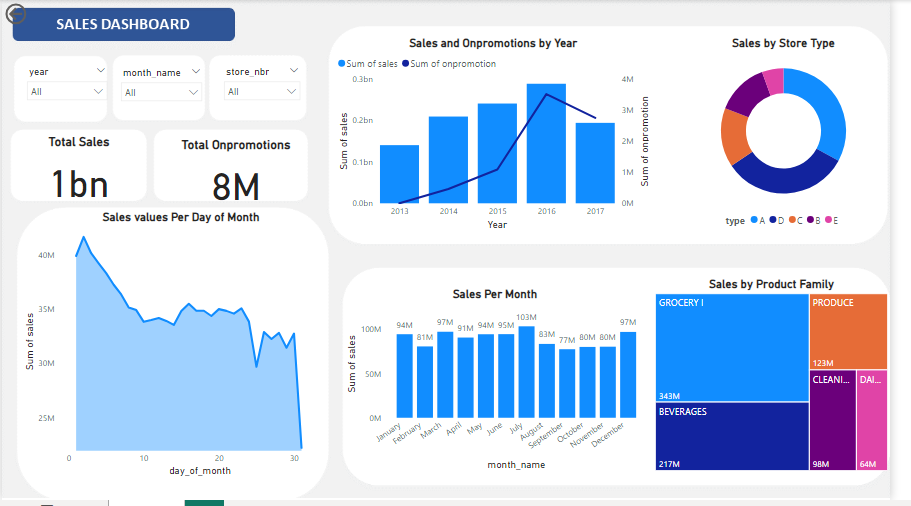 SALES DASHBOARD
year
All
month_name
All
store_nbr
All
Total Sales
1bn
Total Onpromotions
8M
Sales values Per Day of Month
Sum of sales
40M
35M
30M
25M
0 10 20 30
day_of_month
Sales and Onpromotions by Year
Sum of sales Sum of onpromotion
Sum of sales
0.3bn
0.2bn
0.1bn
0.0bn
4M
3M
2M
1M
0M
Sum of onpromotion
2013 2014 2015 2016 2017
Year
Sales by Store Type
type A D C B E
Sales Per Month
Sum of sales
100M
50M
0M
94M 81M 97M 91M 94M 95M 103M 83M 77M 80M 80M 97M
January February March April May June July August September October November December
month_name
Sales by Product Family
GROCERY I
343M
BEVERAGES
217M
PRODUCE
123M
CLEANI...
98M
DAI...
64M